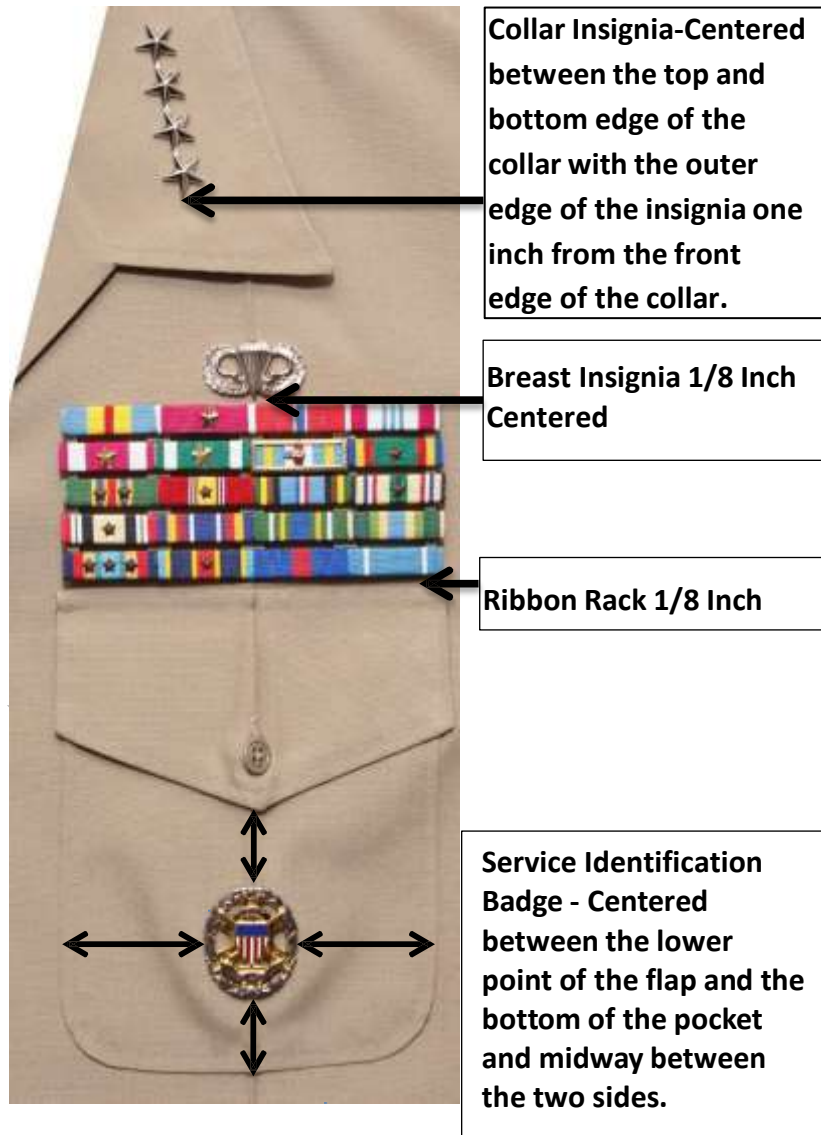 Collar Insignia-Centered
between the top and
bottom edge of the
collar with the outer
edge of the insignia one
inch from the front
edge of the collar.
Breast Insignia 1/8 Inch
Centered
Ribbon Rack 1/8 Inch
Service Identification
Badge - Centered
between the lower
point of the flap and the
bottom of the pocket
and midway between
the two sides.